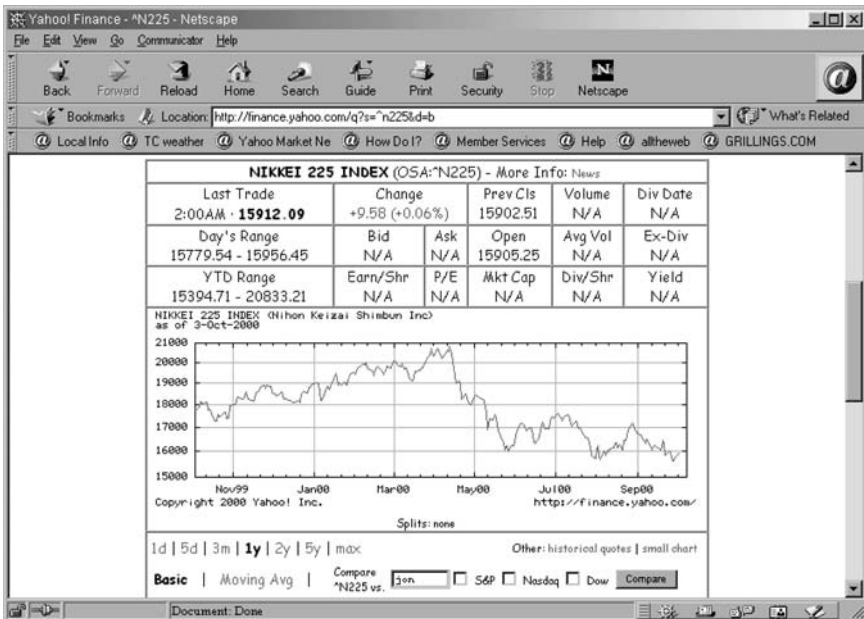 Yahoo! Finance - ^N225 - Netscape
File Edit View Go Communicator Help
Back Forward Reload Home Search Guide Print Security Stop Netscape
Bookmarks Location: http://finance.yahoo.com/q?s=^n225&d=b What's Related
Local Info TC weather Yahoo Market Ne How Do I? Member Services Help alltheweb GRILLINGS.COM
NIKKEI 225 INDEX (OSA:^N225) - More Info: News
Last Trade Change Prev Cls Volume Div Date
2:00AM · 15912.09 +9.58 (+0.06%) 15902.51 N/A N/A
Day's Range Bid Ask Open Avg Vol Ex-Div
15779.54 - 15956.45 N/A N/A 15905.25 N/A N/A
YTD Range Earn/Shr P/E Mkt Cap Div/Shr Yield
15394.71 - 20833.21 N/A N/A N/A N/A N/A
NIKKEI 225 INDEX (Nihon Keizai Shimbun Inc)
as of 3-Oct-2000
21000
20000
19000
18000
17000
16000
15000
Nov99 Jan00 Mar00 May00 Jul00 Sep00
Copyright 2000 Yahoo! Inc. http://finance.yahoo.com/
Splits: none
1d | 5d | 3m | 1y | 2y | 5y | max Other: historical quotes | small chart
Basic | Moving Avg | Compare ^N225 vs. jon S&P Nasdaq Dow Compare
Document: Done